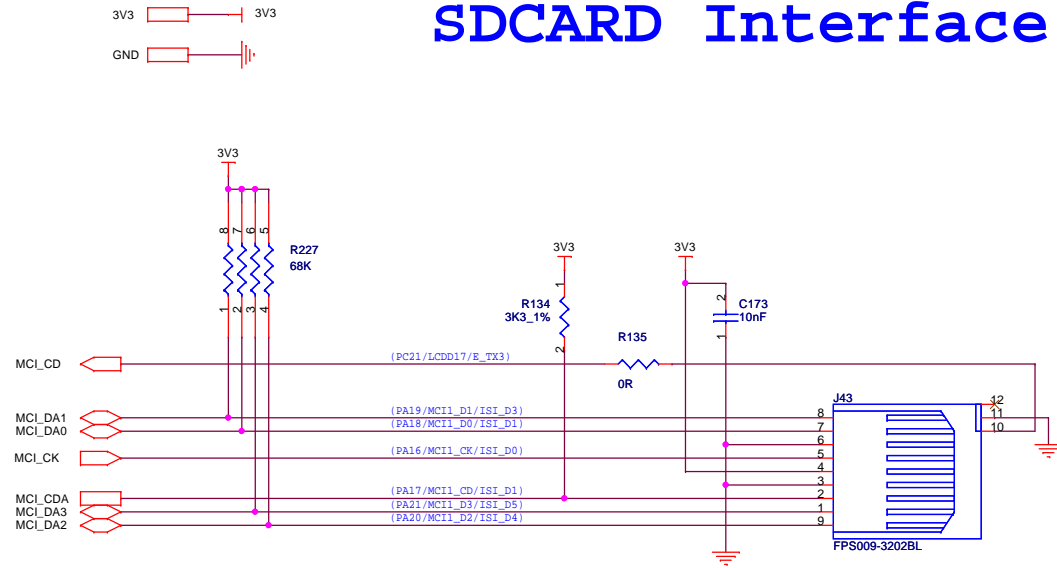 SDCARD Interface
3V3 3V3
GND
3V3
8 7 6 5
R227
68K
1 2 3 4
3V3 3V3
1
R134
3K3_1%
2
2
C173
10nF
1
R135
0R
MCI_CD (PC21/LCDD17/E_TX3)
MCI_DA1 (PA19/MCI1_D1/ISI_D3) 8
MCI_DA0 (PA18/MCI1_D0/ISI_D1) 7
6
MCI_CK (PA16/MCI1_CK/ISI_D0) 5
4
3
MCI_CDA (PA17/MCI1_CD/ISI_D1) 2
MCI_DA3 (PA21/MCI1_D3/ISI_D5) 1
MCI_DA2 (PA20/MCI1_D2/ISI_D4) 9
J43
12
11
10
FPS009-3202BL